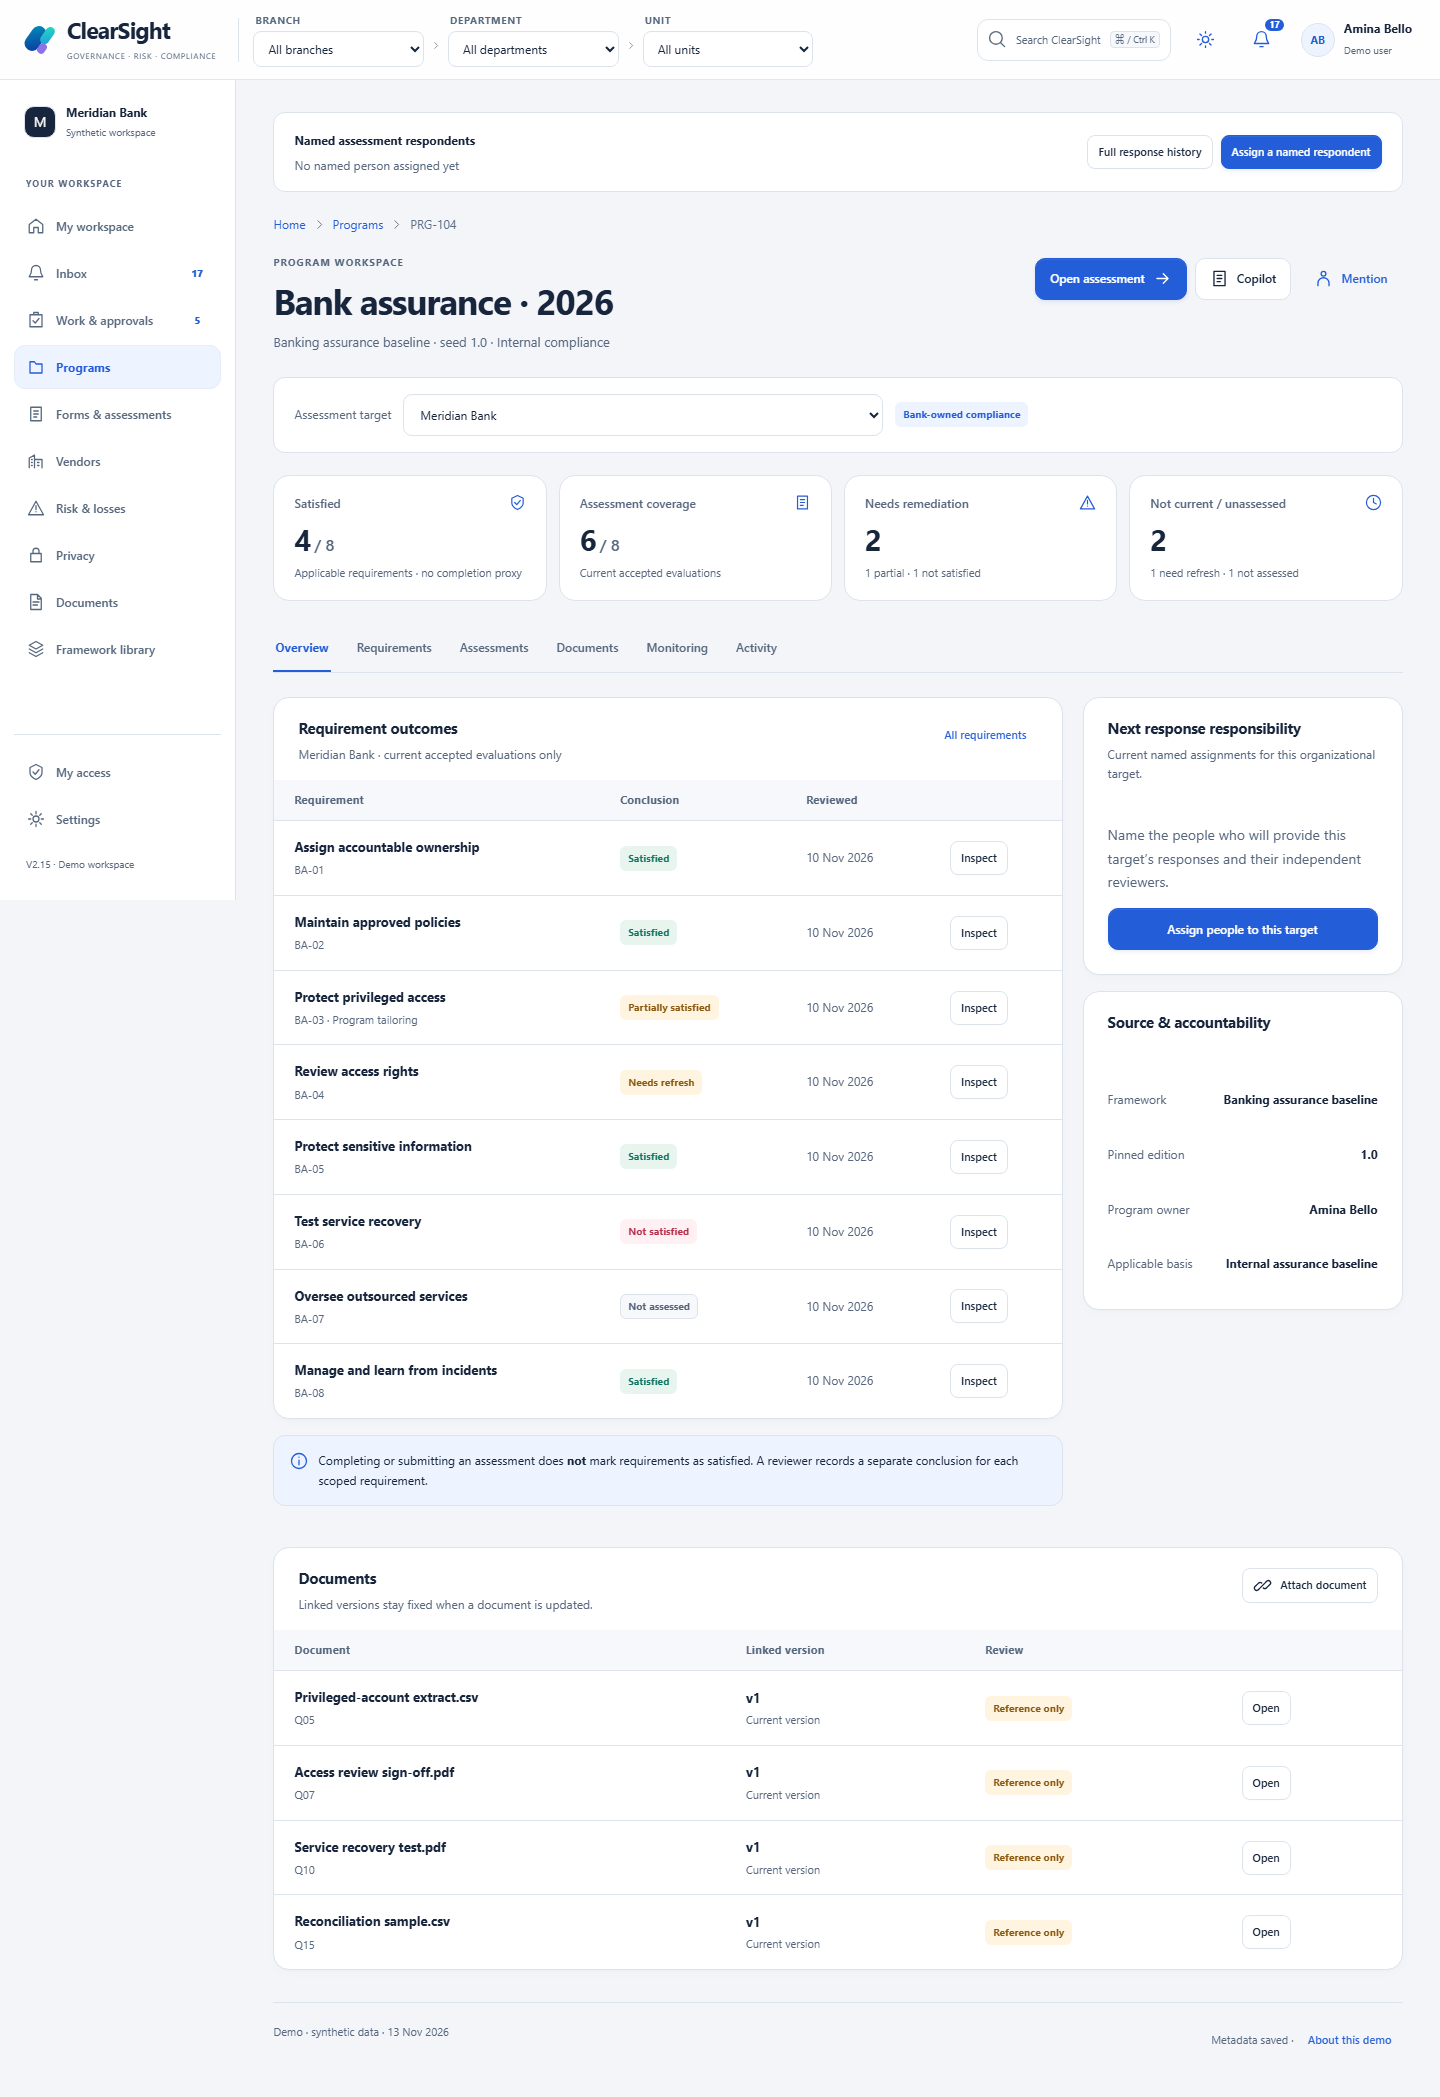 ClearSight
GOVERNANCE · RISK · COMPLIANCE
BRANCH
All branches
DEPARTMENT
All departments
UNIT
All units
Search ClearSight
⌘ / Ctrl K
17
AB
Amina Bello
Demo user
M
Meridian Bank
Synthetic workspace
YOUR WORKSPACE
My workspace
Inbox 17
Work & approvals 5
Programs
Forms & assessments
Vendors
Risk & losses
Privacy
Documents
Framework library
My access
Settings
V2.15 · Demo workspace
Named assessment respondents
No named person assigned yet
Full response history
Assign a named respondent
Home > Programs > PRG-104
PROGRAM WORKSPACE
Bank assurance · 2026
Banking assurance baseline · seed 1.0 · Internal compliance
Open assessment
Copilot
Mention
Assessment target
Meridian Bank
Bank-owned compliance
Satisfied
4 / 8
Applicable requirements · no completion proxy
Assessment coverage
6 / 8
Current accepted evaluations
Needs remediation
2
1 partial · 1 not satisfied
Not current / unassessed
2
1 need refresh · 1 not assessed
Overview Requirements Assessments Documents Monitoring Activity
Requirement outcomes
Meridian Bank · current accepted evaluations only
All requirements
Requirement Conclusion Reviewed
Assign accountable ownership
BA-01
Satisfied 10 Nov 2026 Inspect
Maintain approved policies
BA-02
Satisfied 10 Nov 2026 Inspect
Protect privileged access
BA-03 · Program tailoring
Partially satisfied 10 Nov 2026 Inspect
Review access rights
BA-04
Needs refresh 10 Nov 2026 Inspect
Protect sensitive information
BA-05
Satisfied 10 Nov 2026 Inspect
Test service recovery
BA-06
Not satisfied 10 Nov 2026 Inspect
Oversee outsourced services
BA-07
Not assessed 10 Nov 2026 Inspect
Manage and learn from incidents
BA-08
Satisfied 10 Nov 2026 Inspect
Completing or submitting an assessment does not mark requirements as satisfied. A reviewer records a separate conclusion for each
scoped requirement.
Next response responsibility
Current named assignments for this organizational
target.
Name the people who will provide this
target's responses and their independent
reviewers.
Assign people to this target
Source & accountability
Framework Banking assurance baseline
Pinned edition 1.0
Program owner Amina Bello
Applicable basis Internal assurance baseline
Documents
Linked versions stay fixed when a document is updated.
Attach document
Document Linked version Review
Privileged-account extract.csv
Q05
v1
Current version
Reference only Open
Access review sign-off.pdf
Q07
v1
Current version
Reference only Open
Service recovery test.pdf
Q10
v1
Current version
Reference only Open
Reconciliation sample.csv
Q15
v1
Current version
Reference only Open
Demo · synthetic data · 13 Nov 2026
Metadata saved · About this demo